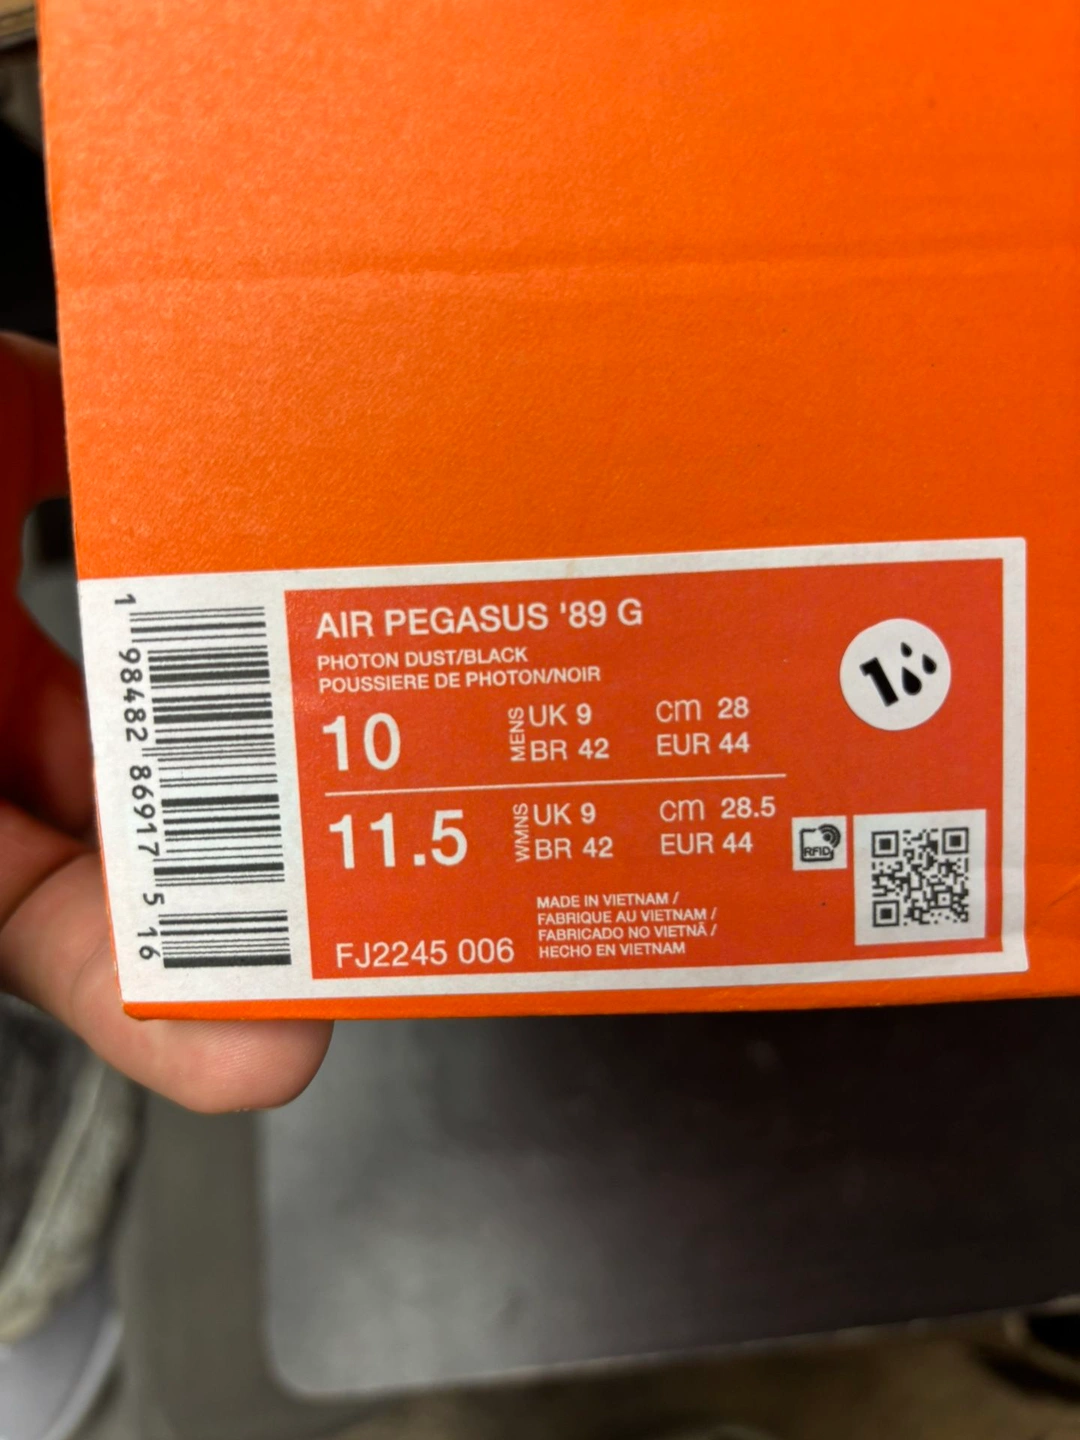 AIR PEGASUS '89 G
PHOTON DUST/BLACK
POUSSIERE DE PHOTON/NOIR
10 MENS UK 9 cm 28
BR 42 EUR 44
11.5 WMNS UK 9 cm 28.5
BR 42 EUR 44
MADE IN VIETNAM /
FABRIQUE AU VIETNAM /
FABRICADO NO VIETNÃ /
HECHO EN VIETNAM
FJ2245 006
RFID
1
1 98482 86917 5 16